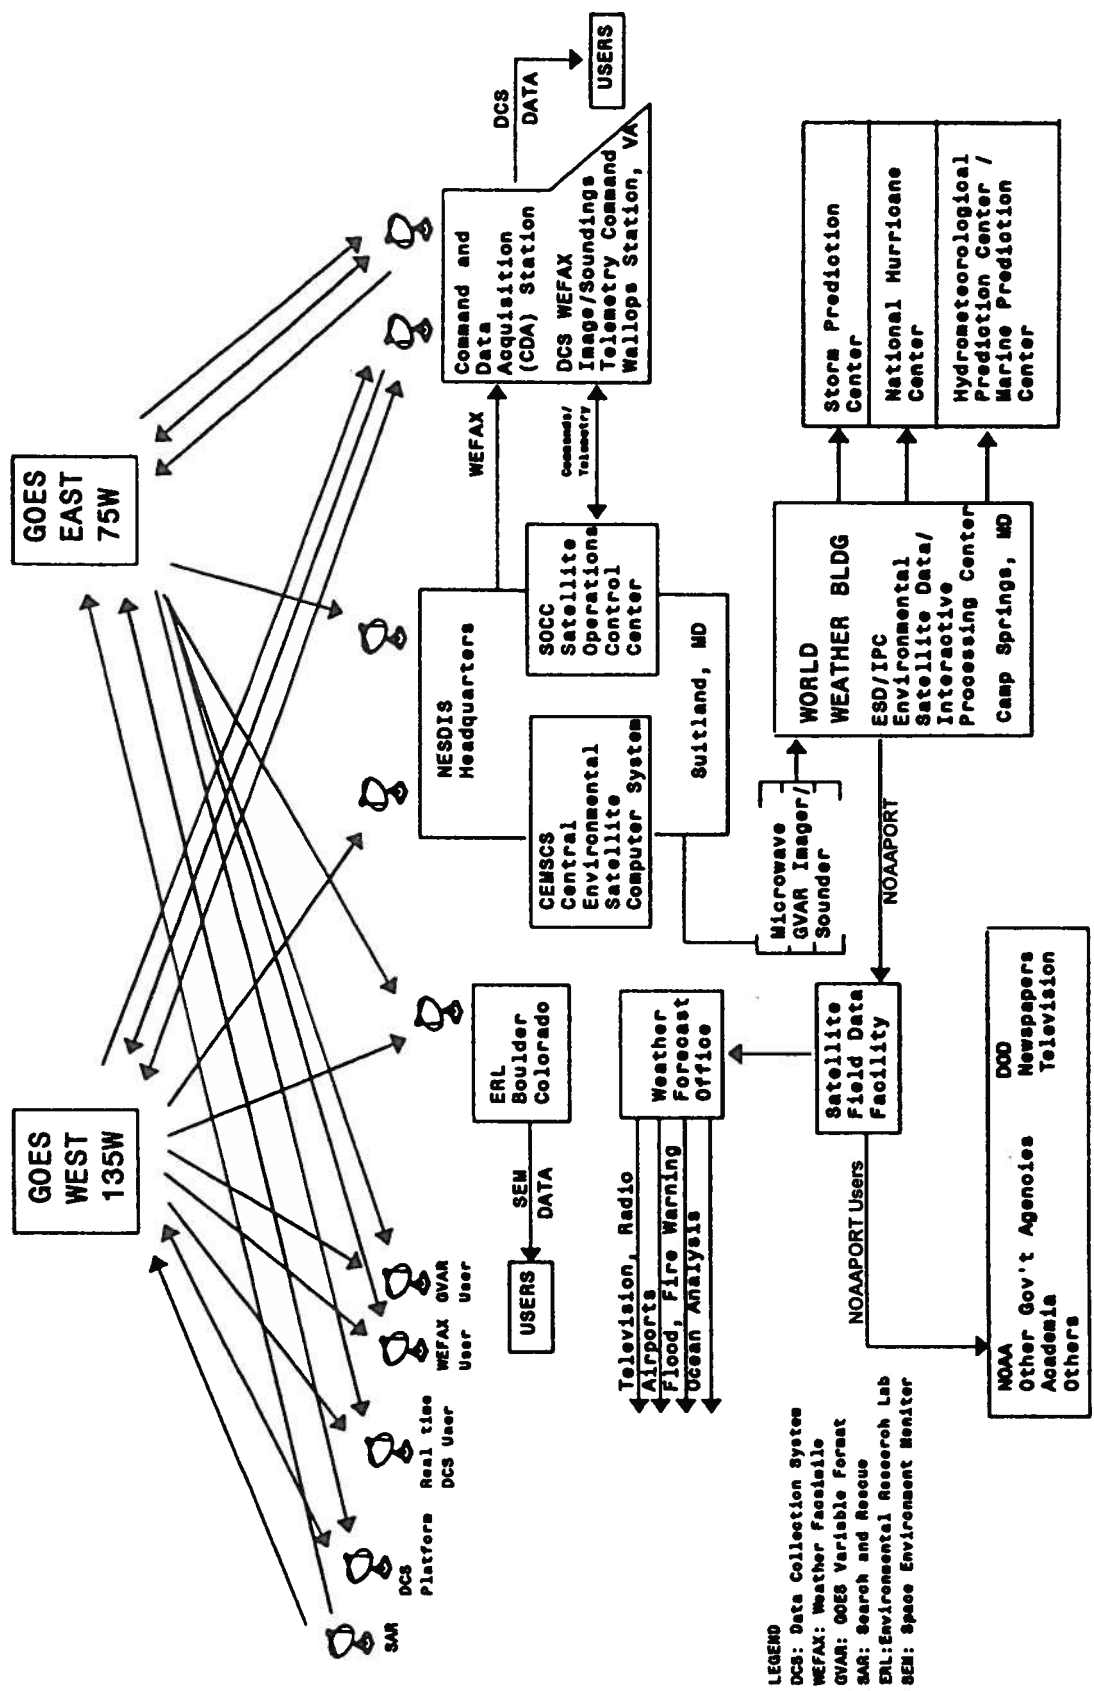 GOES
WEST
135W
GOES
EAST
75W
SAR
DCS
Platform
Real time
DCS User
WEFAX
User
GVAR
User
ERL
Boulder
Colorado
SEM
DATA
USERS
NESDIS
Headquarters
CEMSCS
Central
Environmental
Satellite
Computer System
SOCC
Satellite
Operations
Control
Center
Suitland, MD
WEFAX
Commands/
Telemetry
Command and
Data
Acquisition
(CDA) Station
DCS WEFAX
Image/Soundings
Telemetry Command
Wallops Station, VA
DCS
DATA
USERS
Television, Radio
Airports
Flood, Fire Warning
Ocean Analysis
Weather
Forecast
Office
Microwave
GVAR Imager/
Sounder
WORLD
WEATHER BLDG
ESD/IPC
Environmental
Satellite Data/
Interactive
Processing Center
Camp Springs, MD
Storm Prediction
Center
National Hurricane
Center
Hydrometeorological
Prediction Center /
Marine Prediction
Center
NOAAPORT
Satellite
Field Data
Facility
NOAAPORT Users
NOAA
Other Gov't Agencies
Academia
Others
DOD
Newspapers
Television
LEGEND
DCS: Data Collection System
WEFAX: Weather Facsimile
GVAR: GOES Variable Format
SAR: Search and Rescue
ERL:Environmental Research Lab
SEM: Space Environment Moniter